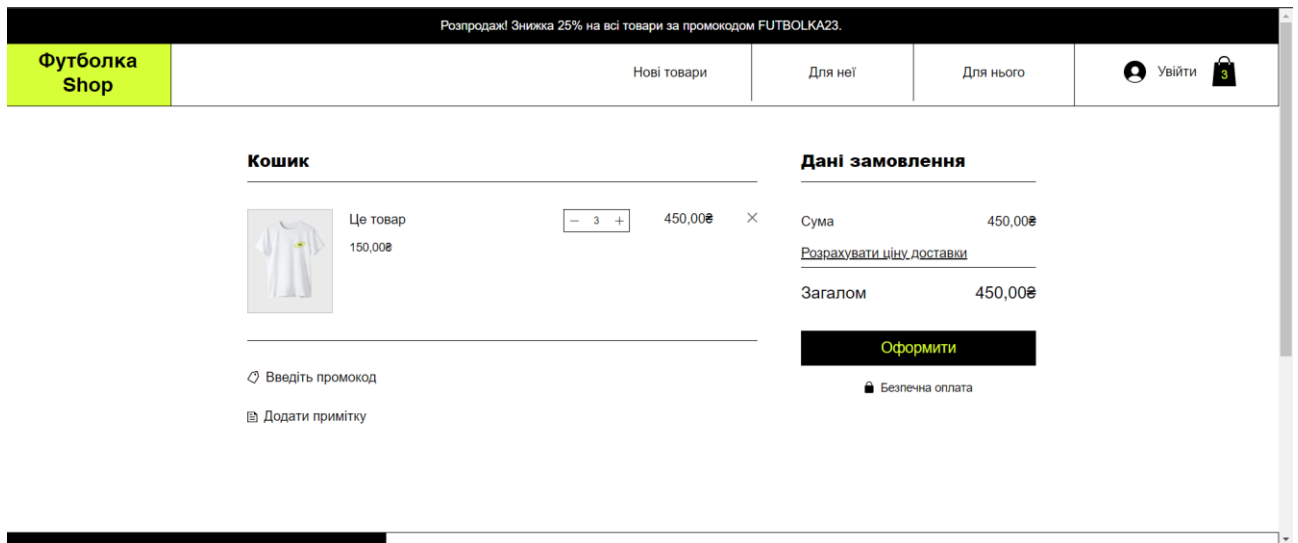 Розпродаж! Знижка 25% на всі товари за промокодом FUTBOLKA23.
Футболка
Shop
Нові товари
Для неї
Для нього
Увійти
3
Кошик
Це товар
150,00₴
− 3 +
450,00₴
Введіть промокод
Додати примітку
Дані замовлення
Сума 450,00₴
Розрахувати ціну доставки
Загалом 450,00₴
Оформити
Безпечна оплата